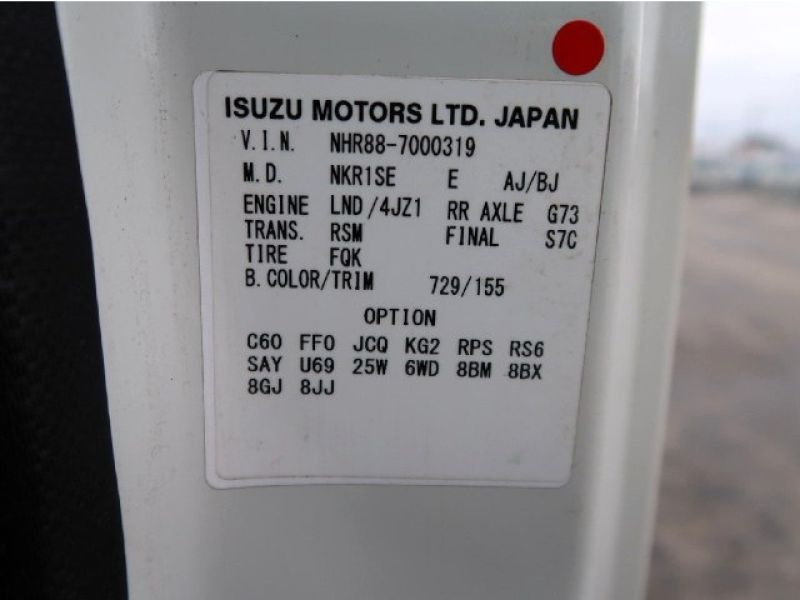 ISUZU MOTORS LTD. JAPAN
V.I.N. NHR88-7000319
M.D. NKR1SE E AJ/BJ
ENGINE LND/4JZ1 RR AXLE G73
TRANS. RSM FINAL S7C
TIRE FQK
B.COLOR/TRIM 729/155
OPTION
C60 FF0 JCQ KG2 RPS RS6
SAY U69 25W 6WD 8BM 8BX
8GJ 8JJ